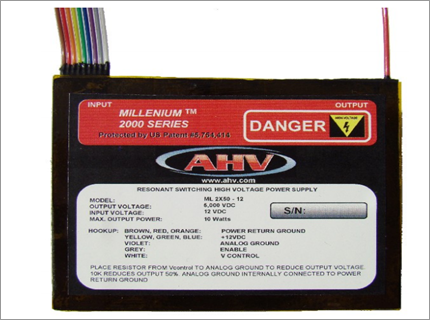 INPUT
OUTPUT
MILLENIUM ™
2000 SERIES
Protected by US Patent #5,764,414
DANGER
HIGH VOLTAGE
AHV
www.ahv.com
RESONANT SWITCHING HIGH VOLTAGE POWER SUPPLY
MODEL: ML 2X50 - 12
OUTPUT VOLTAGE: 6,000 VDC
INPUT VOLTAGE: 12 VDC
MAX. OUTPUT POWER: 10 Watts
S/N:
HOOKUP: BROWN, RED, ORANGE: POWER RETURN GROUND
YELLOW, GREEN, BLUE: +12VDC
VIOLET: ANALOG GROUND
GREY: ENABLE
WHITE: V CONTROL
PLACE RESISTOR FROM Vcontrol TO ANALOG GROUND TO REDUCE OUTPUT VOLTAGE
10K REDUCES OUTPUT 50%. ANALOG GROUND INTERNALLY CONNECTED TO POWER
RETURN GROUND